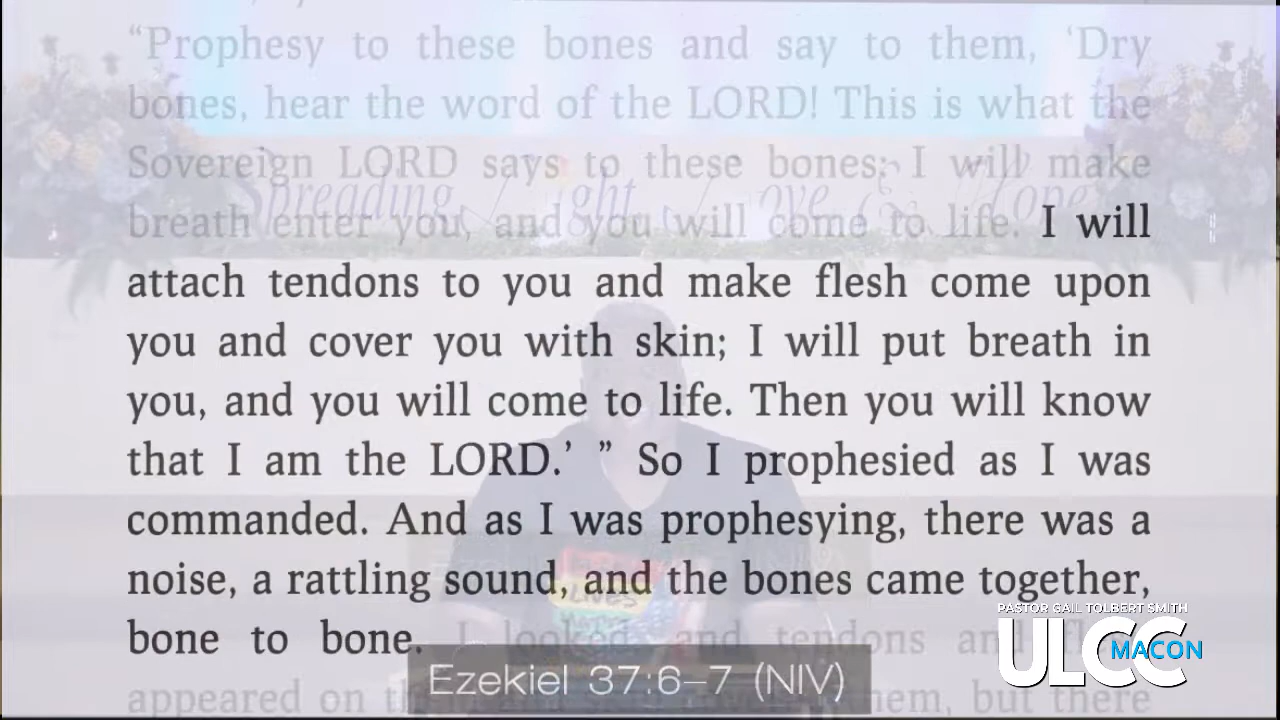 “Prophesy to these bones and say to them, ‘Dry
bones, hear the word of the LORD! This is what the
Sovereign LORD says to these bones: I will make
breath enter you, and you will come to life. I will
attach tendons to you and make flesh come upon
you and cover you with skin; I will put breath in
you, and you will come to life. Then you will know
that I am the LORD.’ ” So I prophesied as I was
commanded. And as I was prophesying, there was a
noise, a rattling sound, and the bones came together,
bone to bone. I looked, and tendons and
appeared on them, but there
Spreading Light Love & Hope
LIVES
Ezekiel 37:6–7 (NIV)
PASTOR GAIL TOLBERT SMITH
ULCC
MACON